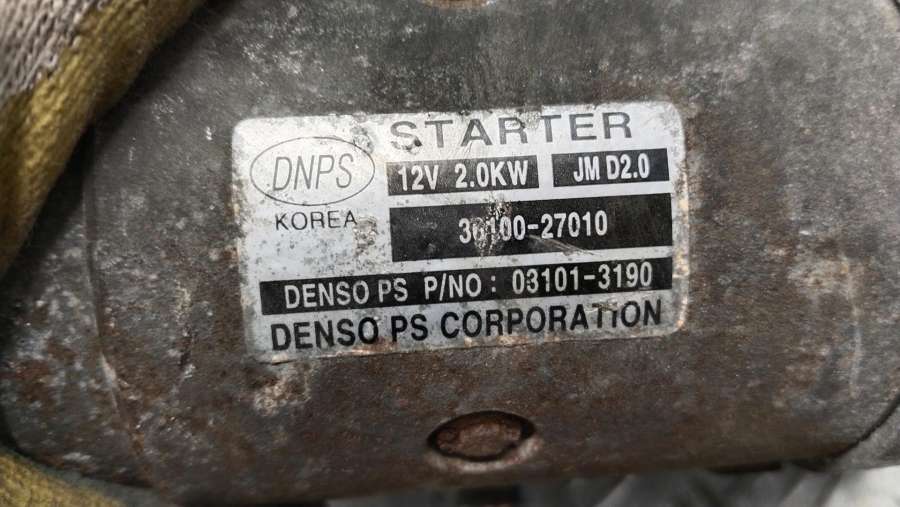 STARTER
DNPS
12V 2.0KW
JM D2.0
KOREA
36100-27010
DENSO PS P/NO : 03101-3190
DENSO PS CORPORATION